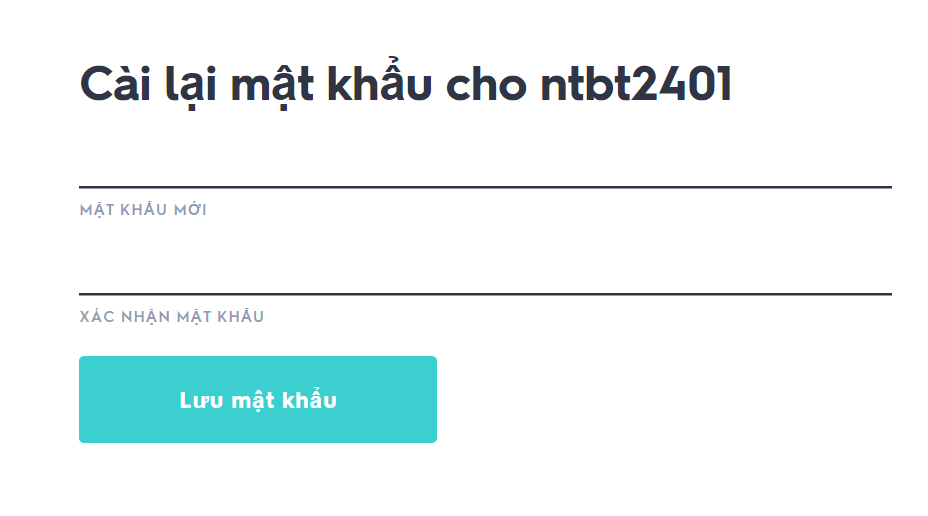 Cài lại mật khẩu cho ntbt2401
MẬT KHẨU MỚI
XÁC NHẬN MẬT KHẨU
Lưu mật khẩu